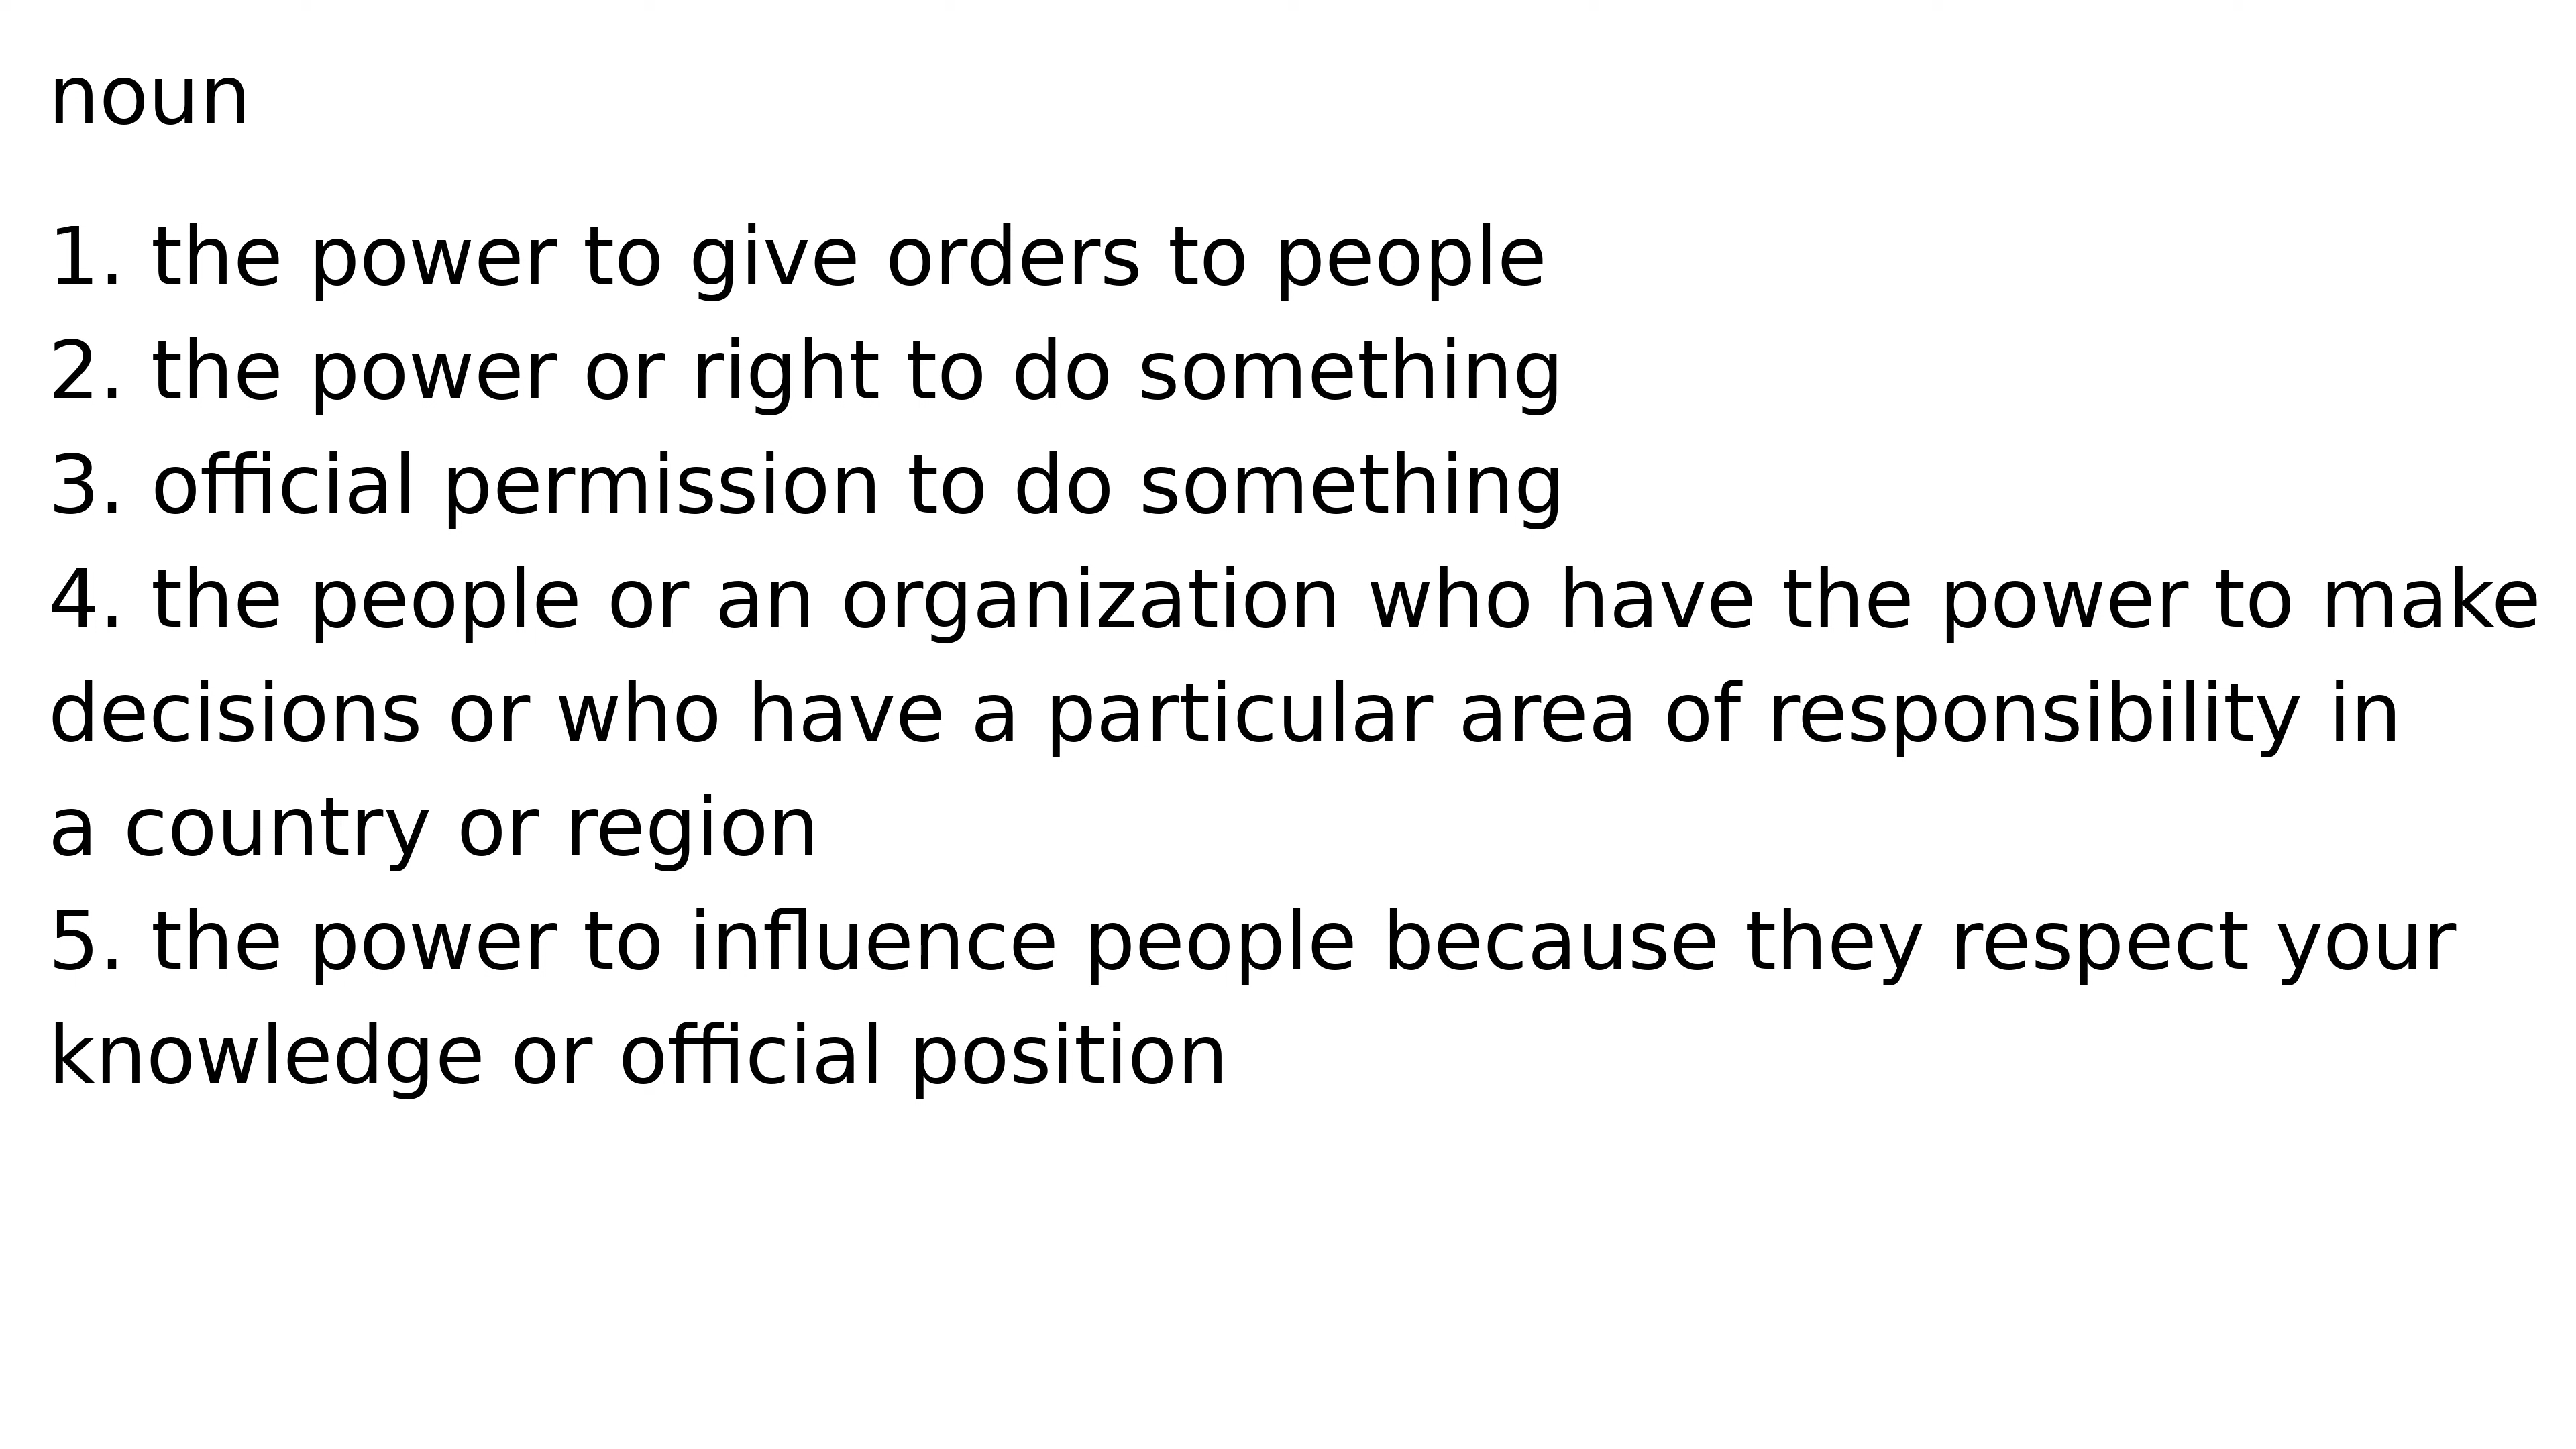 noun
1. the power to give orders to people
2. the power or right to do something
3. official permission to do something
4. the people or an organization who have the power to make
decisions or who have a particular area of responsibility in
a country or region
5. the power to influence people because they respect your
knowledge or official position